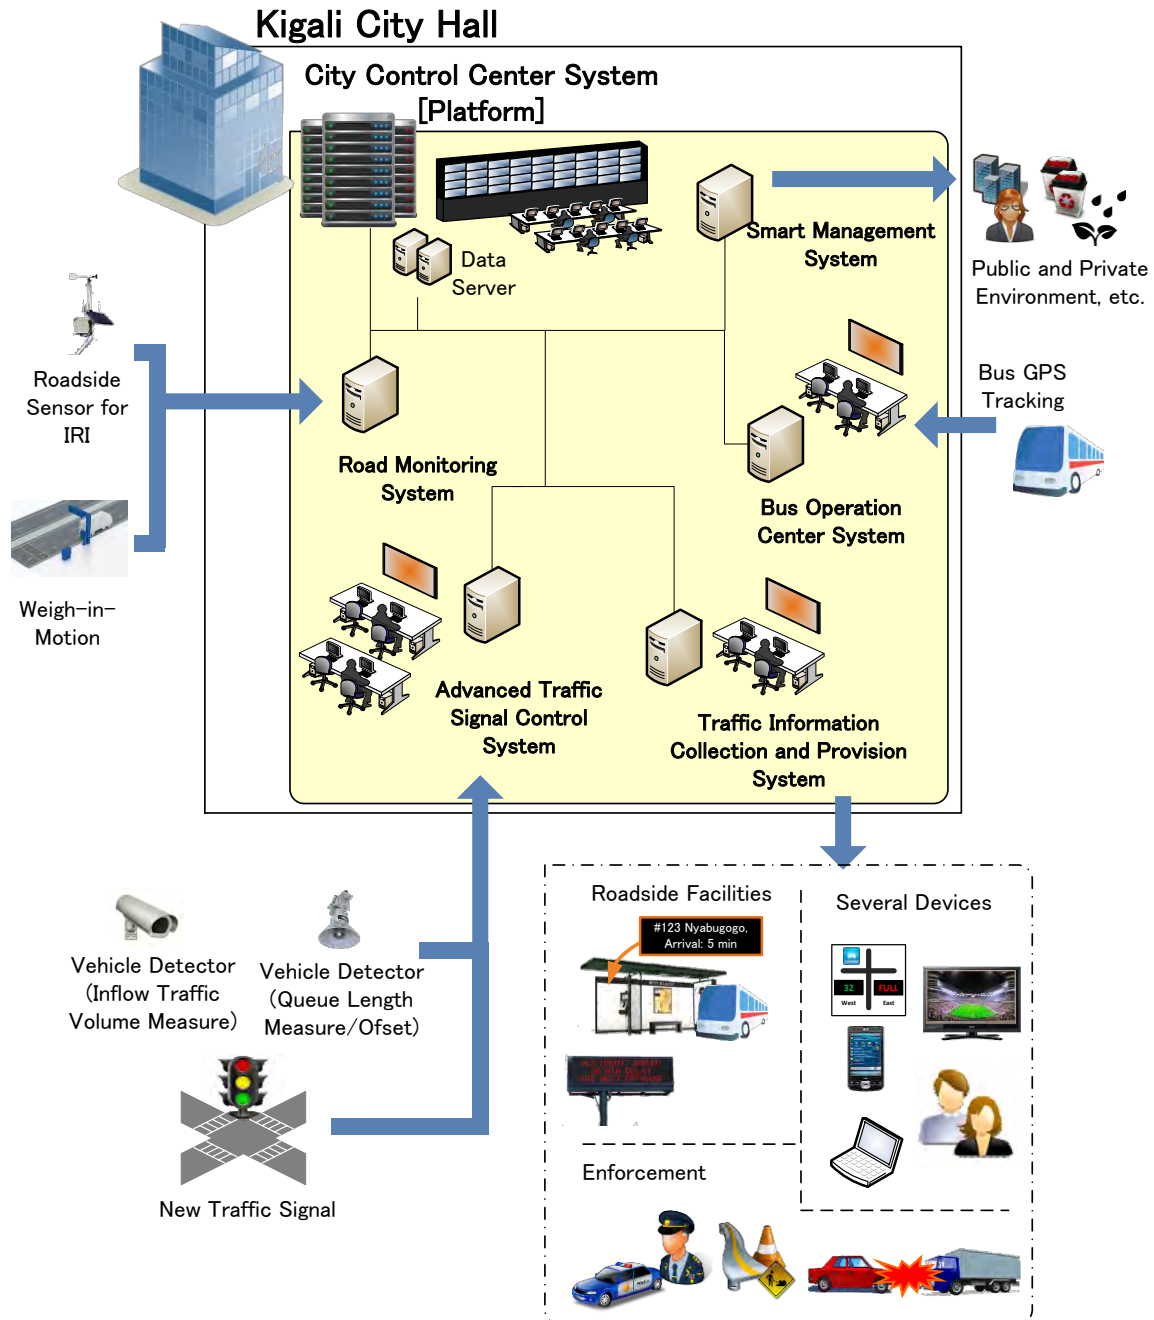 Kigali City Hall
City Control Center System
[Platform]
Data
Server
Smart Management
System
Public and Private
Environment, etc.
Roadside
Sensor for
IRI
Bus GPS
Tracking
Road Monitoring
System
Bus Operation
Center System
Weigh-in-
Motion
Advanced Traffic
Signal Control
System
Traffic Information
Collection and Provision
System
Roadside Facilities
Several Devices
#123 Nyabugogo,
Arrival: 5 min
Vehicle Detector
(Inflow Traffic
Volume Measure)
Vehicle Detector
(Queue Length
Measure/Ofset)
32
FULL
West
East
ACCIDENT AHEAD
New Traffic Signal
Enforcement